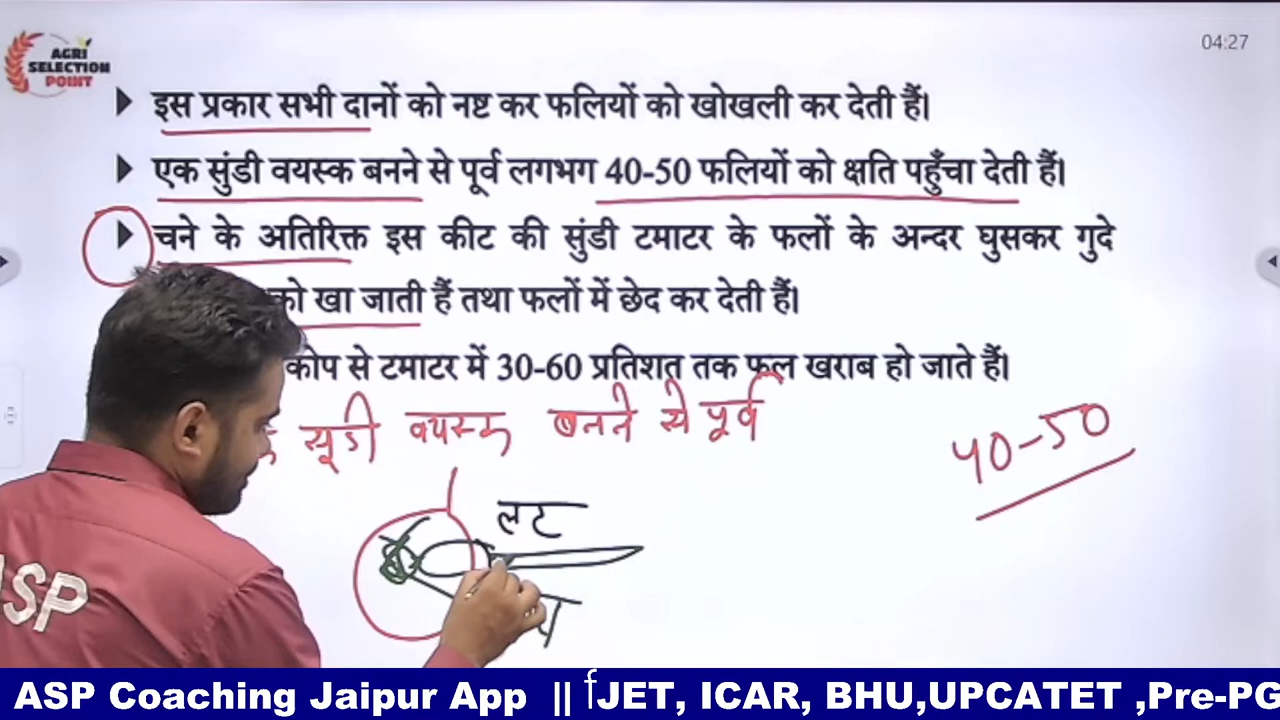 04:27
AGRI
SELECTION
POINT
इस प्रकार सभी दानों को नष्ट कर फलियों को खोखली कर देती हैं।
एक सुंडी वयस्क बनने से पूर्व लगभग 40-50 फलियों को क्षति पहुँचा देती हैं।
चने के अतिरिक्त इस कीट की सुंडी टमाटर के फलों के अन्दर घुसकर गुदे
को खा जाती हैं तथा फलों में छेद कर देती हैं।
कोप से टमाटर में 30-60 प्रतिशत तक फल खराब हो जाते हैं।
सूडी वयस्क बनने से पूर्व
40-50
लट
SP
ASP Coaching Jaipur App || JET, ICAR, BHU,UPCATET ,Pre-PG